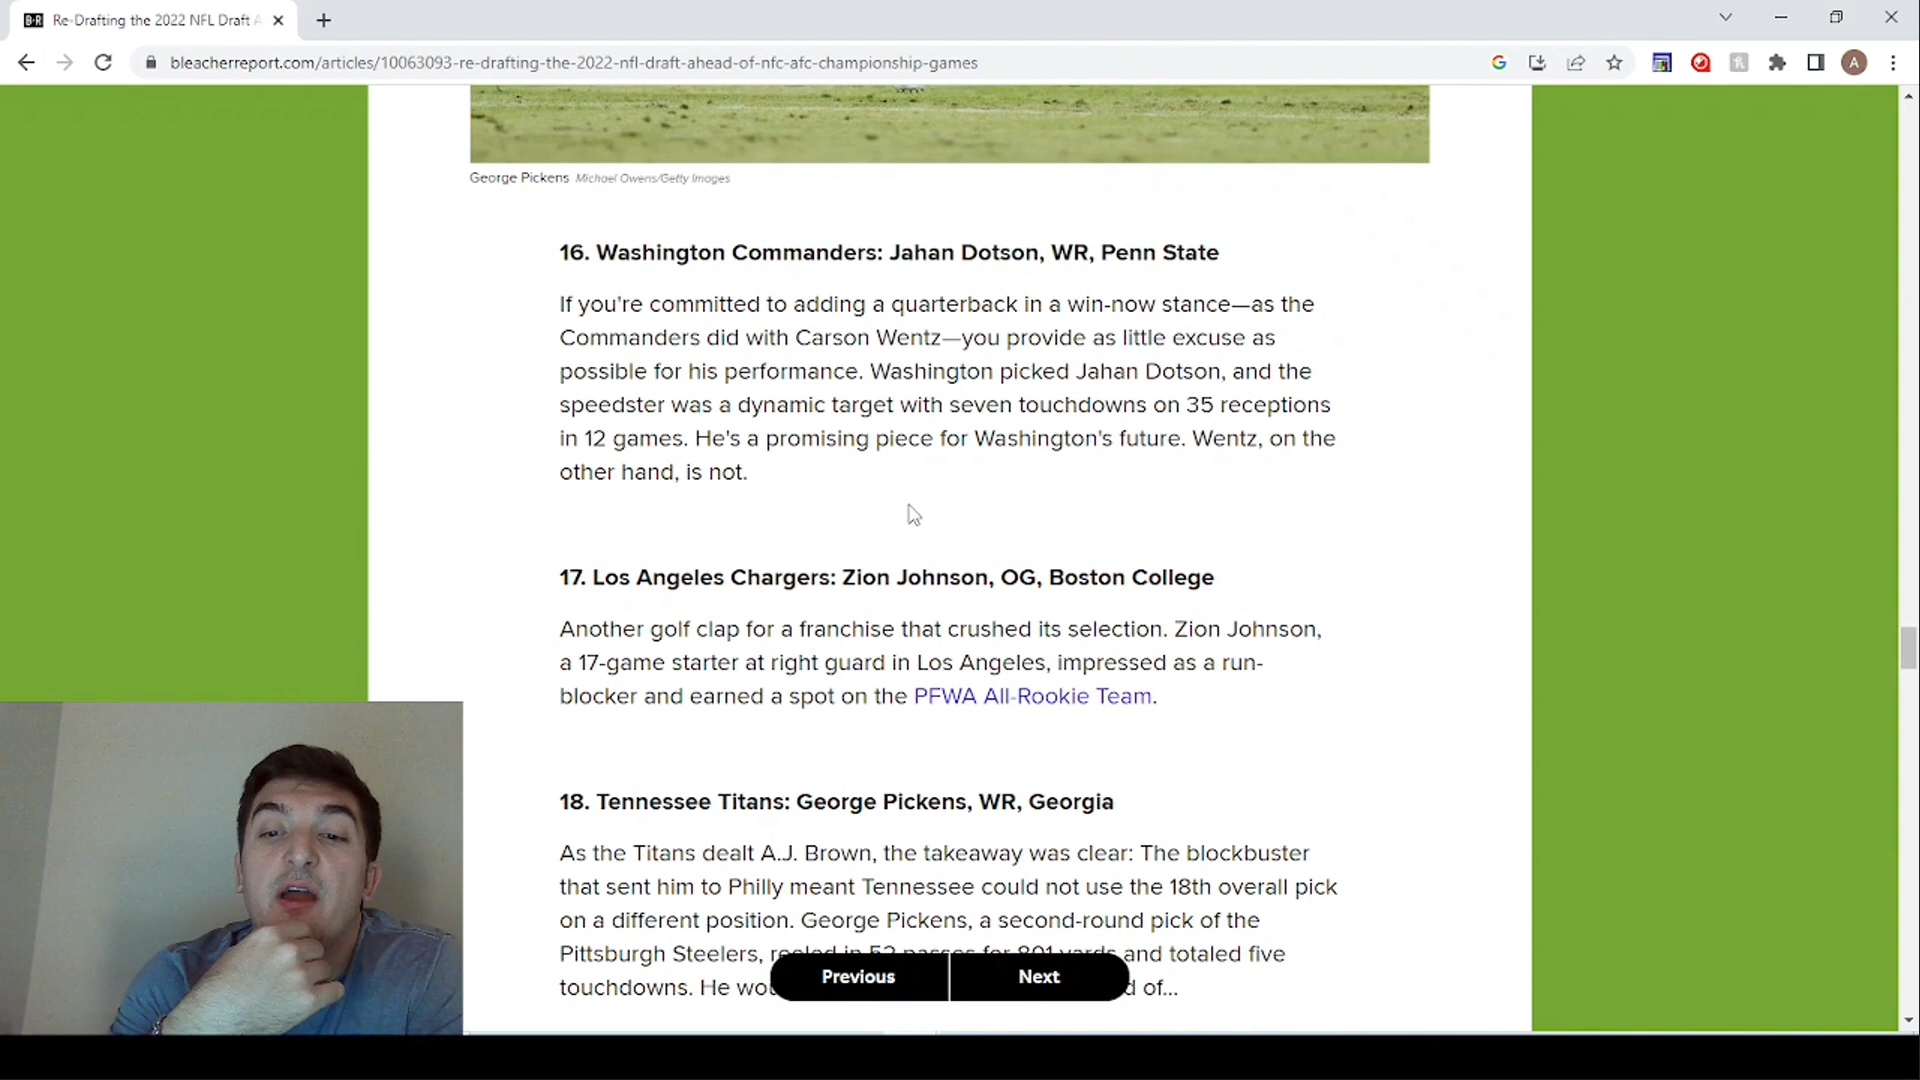 B/R Re-Drafting the 2022 NFL Draft A
bleacherreport.com/articles/10063093-re-drafting-the-2022-nfl-draft-ahead-of-nfc-afc-championship-games
A
George Pickens Michael Owens/Getty Images
16. Washington Commanders: Jahan Dotson, WR, Penn State
If you're committed to adding a quarterback in a win-now stance—as the
Commanders did with Carson Wentz—you provide as little excuse as
possible for his performance. Washington picked Jahan Dotson, and the
speedster was a dynamic target with seven touchdowns on 35 receptions
in 12 games. He's a promising piece for Washington's future. Wentz, on the
other hand, is not.
17. Los Angeles Chargers: Zion Johnson, OG, Boston College
Another golf clap for a franchise that crushed its selection. Zion Johnson,
a 17-game starter at right guard in Los Angeles, impressed as a run-
blocker and earned a spot on the PFWA All-Rookie Team.
18. Tennessee Titans: George Pickens, WR, Georgia
As the Titans dealt A.J. Brown, the takeaway was clear: The blockbuster
that sent him to Philly meant Tennessee could not use the 18th overall pick
on a different position. George Pickens, a second-round pick of the
Pittsburgh Steelers, reeled in 52 passes for 801 yards and totaled five
touchdowns. He d of...
Previous Next